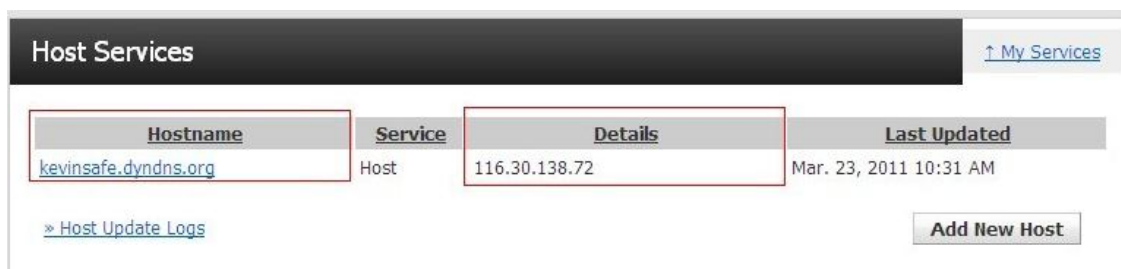 Host Services
↑ My Services
Hostname Service Details Last Updated
kevinsafe.dyndns.org Host 116.30.138.72 Mar. 23, 2011 10:31 AM
» Host Update Logs
Add New Host